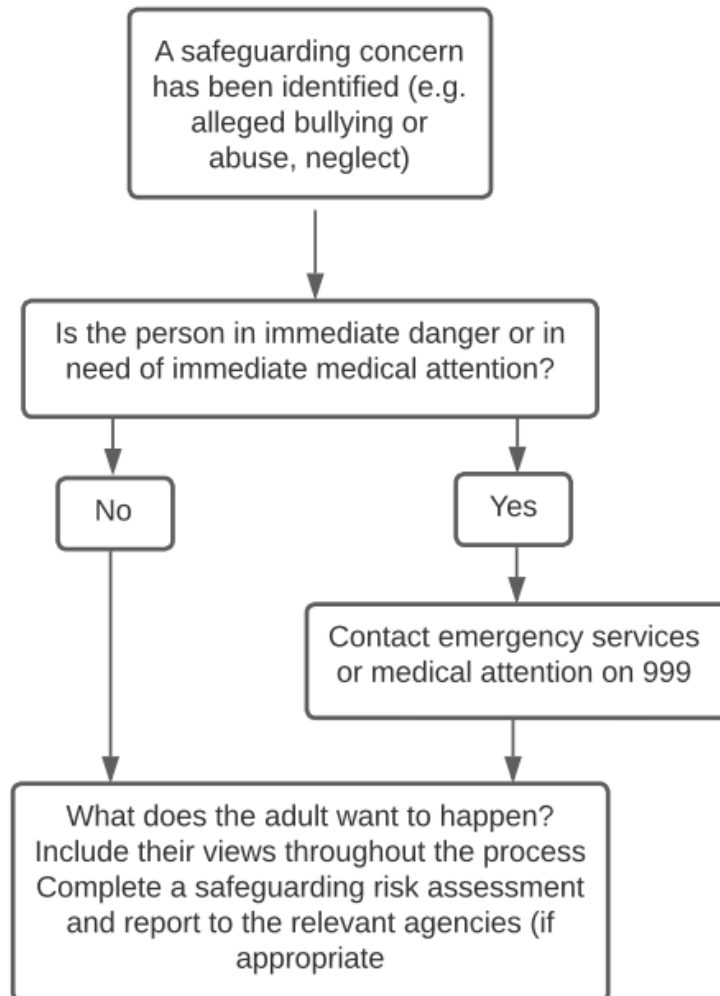 A safeguarding concern
has been identified (e.g.
alleged bullying or
abuse, neglect)
Is the person in immediate danger or in
need of immediate medical attention?
No
Yes
Contact emergency services
or medical attention on 999
What does the adult want to happen?
Include their views throughout the process
Complete a safeguarding risk assessment
and report to the relevant agencies (if
appropriate